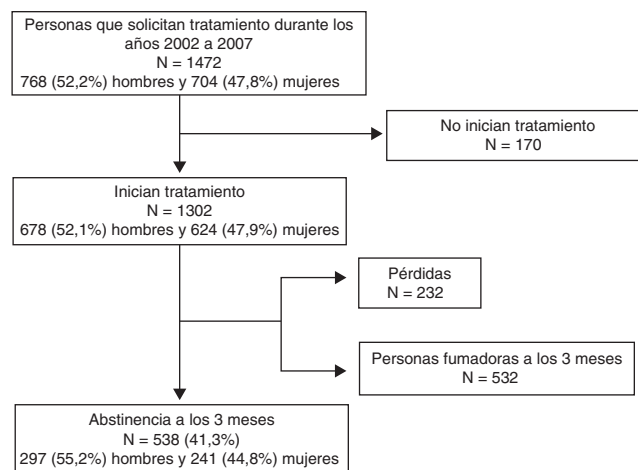 Personas que solicitan tratamiento durante los
años 2002 a 2007
N = 1472
768 (52,2%) hombres y 704 (47,8%) mujeres
No inician tratamiento
N = 170
Inician tratamiento
N = 1302
678 (52,1%) hombres y 624 (47,9%) mujeres
Pérdidas
N = 232
Personas fumadoras a los 3 meses
N = 532
Abstinencia a los 3 meses
N = 538 (41,3%)
297 (55,2%) hombres y 241 (44,8%) mujeres